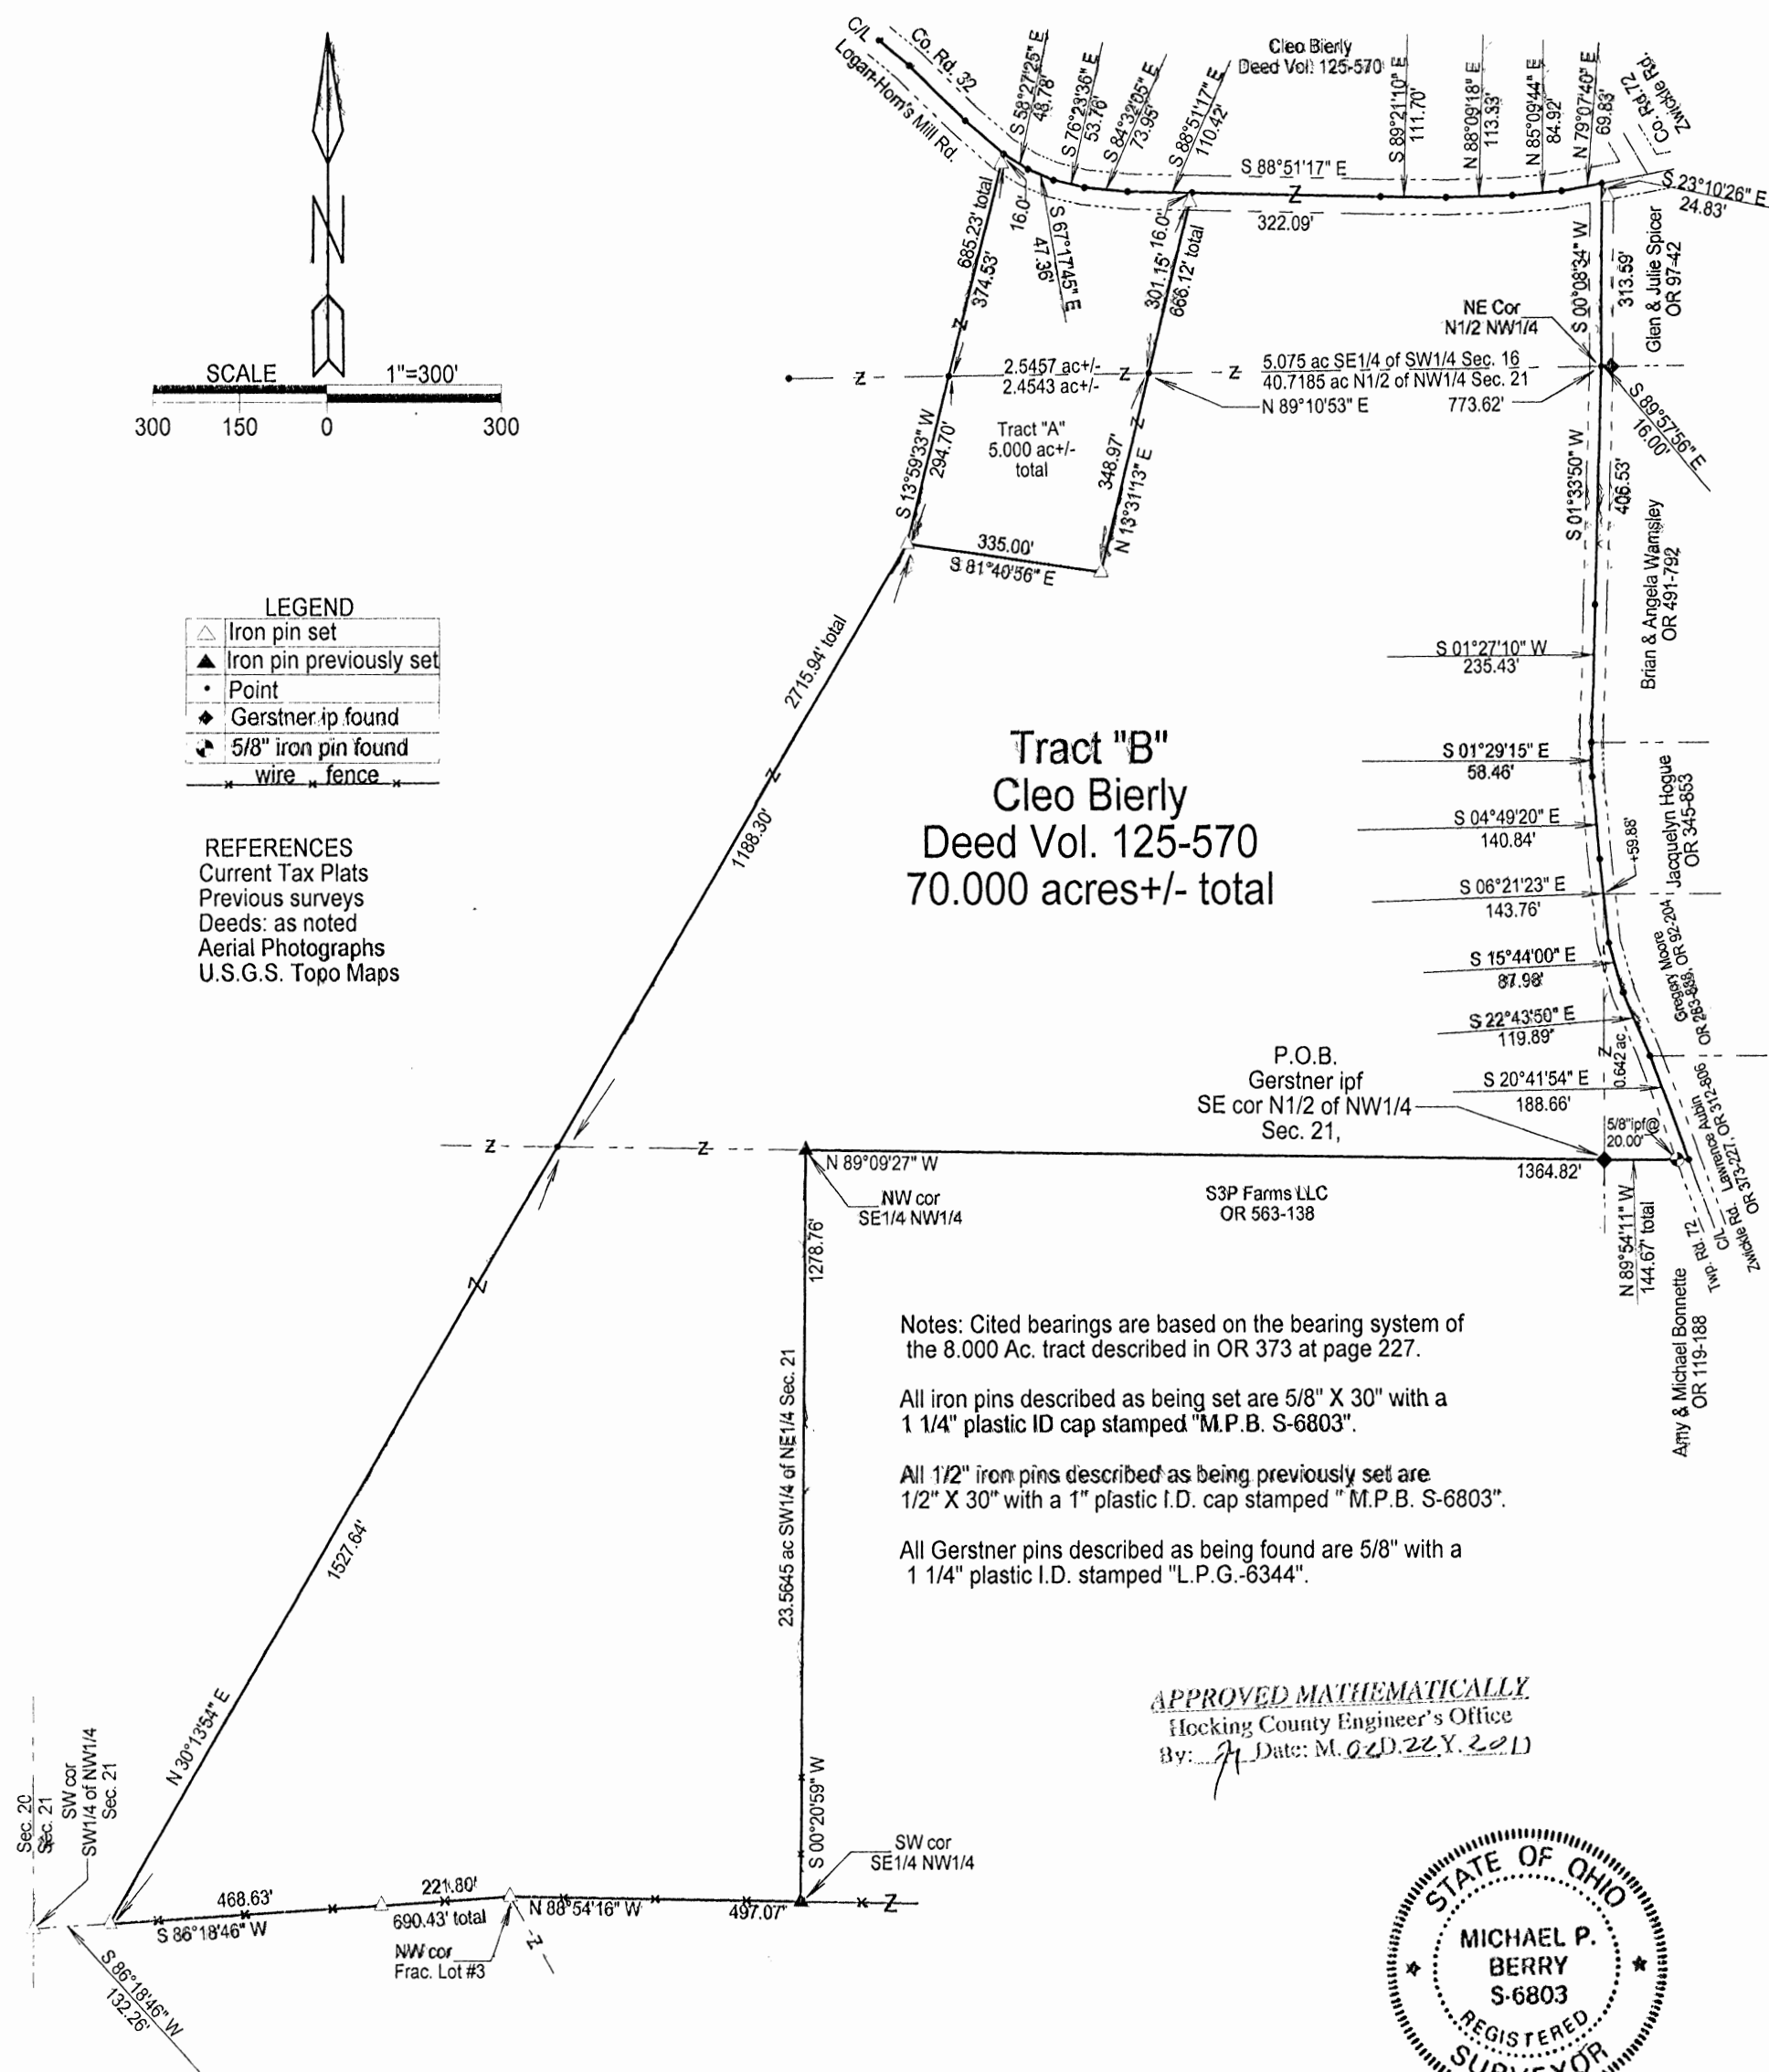 C/L
Co. Rd. 32
Logan-Horn's Mill Rd.
S 58°27'25" E
48.78'
S 76°23'36" E
53.76'
S 84°32'05" E
73.95'
S 88°51'17" E
110.42'
Cleo Bierly
Deed Vol. 125-570
S 89°21'10" E
111.70'
N 88°09'18" E
113.33'
N 85°09'44" E
84.92'
N 79°07'40" E
69.83'
Co. Rd. 72
Zwickle Rd.
S 88°51'17" E
322.09'
S 23°10'26" E
24.83'
N
SCALE 1"=300'
300 150 0 300
685.23' total
374.53'
16.0'
S 67°17'45" E
47.36'
301.15'
16.0'
666.12' total
S 00°08'34" W
313.59'
Glen & Julie Spicer
OR 97-42
NE Cor
N1/2 NW1/4
2.5457 ac+/-
2.4543 ac+/-
5.075 ac SE1/4 of SW1/4 Sec. 16
40.7185 ac N1/2 of NW1/4 Sec. 21
N 89°10'53" E 773.62'
S 89°57'56" E
16.00'
Tract "A"
5.000 ac+/-
total
S 13°59'33" W
294.70'
348.97'
N 13°31'13" E
335.00'
S 81°40'56" E
S 01°33'50" W
406.53'
Brian & Angela Wamsley
OR 491-792
LEGEND
Iron pin set
Iron pin previously set
Point
Gerstner ip found
5/8" iron pin found
wire fence
REFERENCES
Current Tax Plats
Previous surveys
Deeds: as noted
Aerial Photographs
U.S.G.S. Topo Maps
2715.94' total
1188.30'
Tract "B"
Cleo Bierly
Deed Vol. 125-570
70.000 acres+/- total
S 01°27'10" W
235.43'
S 01°29'15" E
58.46'
S 04°49'20" E
140.84'
+59.88'
Jacquelyn Hogue
OR 345-853
S 06°21'23" E
143.76'
S 15°44'00" E
87.98'
Gregory Moore
OR 92-204
S 22°43'50" E
119.89'
0.642 ac
S 20°41'54" E
188.66'
5/8"ipf@
20.00'
Lawrence Aubin
OR 373-227, OR 312-806
P.O.B.
Gerstner ipf
SE cor N1/2 of NW1/4
Sec. 21,
N 89°09'27" W
1364.82'
NW cor
SE1/4 NW1/4
S3P Farms LLC
OR 563-138
N 89°54'11" W
144.67' total
Twp. Rd. 72
C/L
Zwickle Rd.
Amy & Michael Bonnette
OR 119-188
1278.76'
23.5645 ac SW1/4 of NE1/4 Sec. 21
S 00°20'59" W
Notes: Cited bearings are based on the bearing system of
the 8.000 Ac. tract described in OR 373 at page 227.
All iron pins described as being set are 5/8" X 30" with a
1 1/4" plastic ID cap stamped "M.P.B. S-6803".
All 1/2" iron pins described as being previously set are
1/2" X 30" with a 1" plastic I.D. cap stamped " M.P.B. S-6803".
All Gerstner pins described as being found are 5/8" with a
1 1/4" plastic I.D. stamped "L.P.G.-6344".
1527.64'
N 30°13'54" E
APPROVED MATHEMATICALLY
Hocking County Engineer's Office
By: Date: M. 02 D. 22 Y. 2011
Sec. 20
Sec. 21
SW cor
SW1/4 of NW1/4
Sec. 21
SW cor
SE1/4 NW1/4
468.63'
221.80'
690.43' total
S 86°18'46" W
N 88°54'16" W
497.07'
NW cor
Frac. Lot #3
S 86°18'46" W
132.26'
STATE OF OHIO
MICHAEL P.
BERRY
S-6803
REGISTERED
SURVEYOR